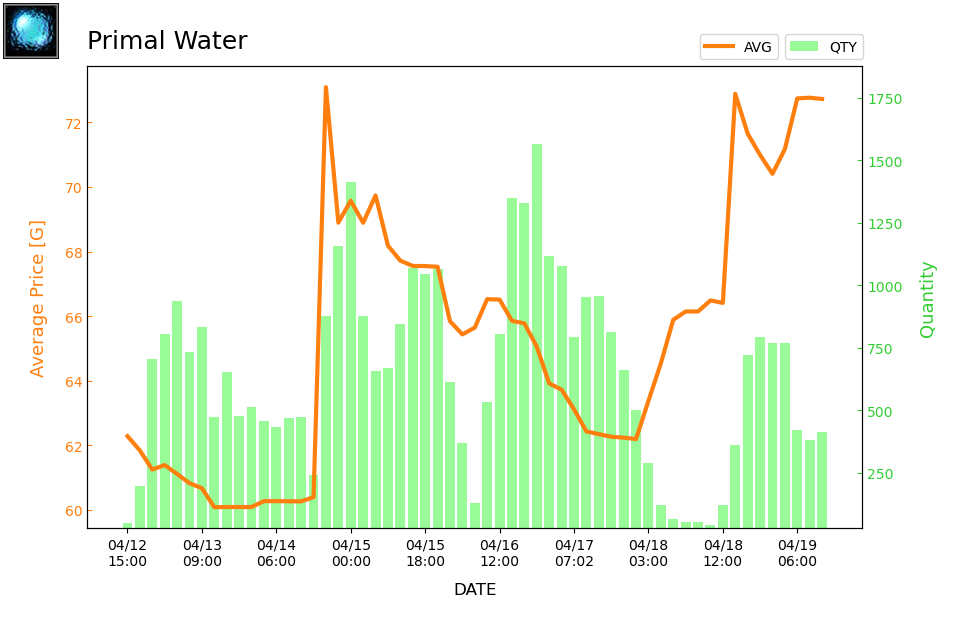 Primal Water
AVG QTY
Average Price [G]
72
70
68
66
64
62
60
1750
1500
1250
1000
750
500
250
Quantity
04/12 04/13 04/14 04/15 04/15 04/16 04/17 04/18 04/18 04/19
15:00 09:00 06:00 00:00 18:00 12:00 07:02 03:00 12:00 06:00
DATE